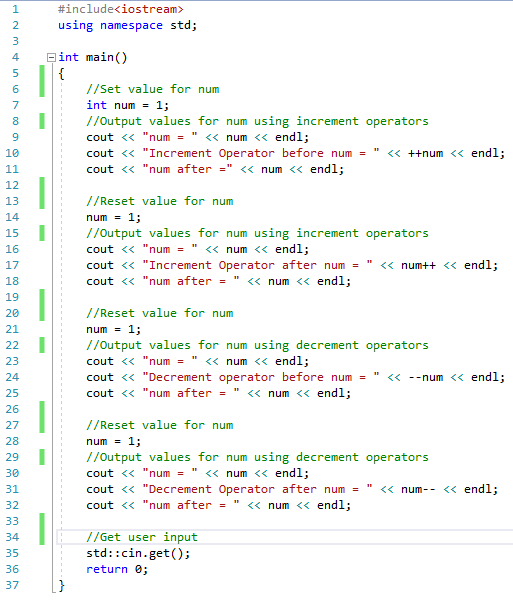 1 #include<iostream>
2 using namespace std;
3
4 int main()
5 {
6 //Set value for num
7 int num = 1;
8 //Output values for num using increment operators
9 cout << "num = " << num << endl;
10 cout << "Increment Operator before num = " << ++num << endl;
11 cout << "num after =" << num << endl;
12
13 //Reset value for num
14 num = 1;
15 //Output values for num using increment operators
16 cout << "num = " << num << endl;
17 cout << "Increment Operator after num = " << num++ << endl;
18 cout << "num after = " << num << endl;
19
20 //Reset value for num
21 num = 1;
22 //Output values for num using decrement operators
23 cout << "num = " << num << endl;
24 cout << "Decrement operator before num = " << --num << endl;
25 cout << "num after = " << num << endl;
26
27 //Reset value for num
28 num = 1;
29 //Output values for num using decrement operators
30 cout << "num = " << num << endl;
31 cout << "Decrement Operator after num = " << num-- << endl;
32 cout << "num after = " << num << endl;
33
34 //Get user input
35 std::cin.get();
36 return 0;
37 }